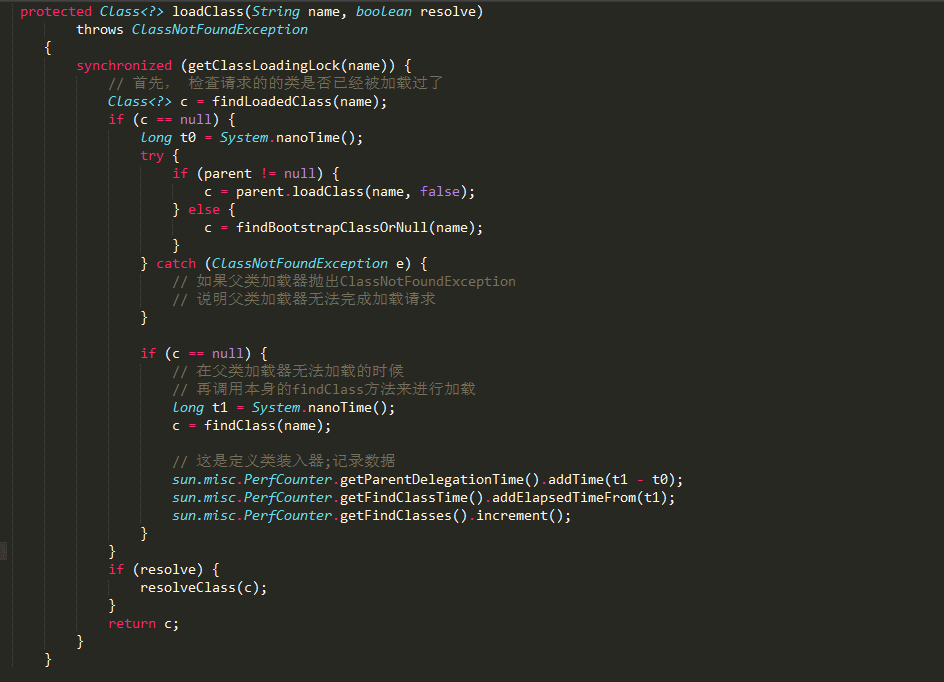 protected Class<?> loadClass(String name, boolean resolve)
throws ClassNotFoundException
{
synchronized (getClassLoadingLock(name)) {
// 首先， 检查请求的的类是否已经被加载过了
Class<?> c = findLoadedClass(name);
if (c == null) {
long t0 = System.nanoTime();
try {
if (parent != null) {
c = parent.loadClass(name, false);
} else {
c = findBootstrapClassOrNull(name);
}
} catch (ClassNotFoundException e) {
// 如果父类加载器抛出ClassNotFoundException
// 说明父类加载器无法完成加载请求
}
if (c == null) {
// 在父类加载器无法加载的时候
// 再调用本身的findClass方法来进行加载
long t1 = System.nanoTime();
c = findClass(name);
// 这是定义类装入器;记录数据
sun.misc.PerfCounter.getParentDelegationTime().addTime(t1 - t0);
sun.misc.PerfCounter.getFindClassTime().addElapsedTimeFrom(t1);
sun.misc.PerfCounter.getFindClasses().increment();
}
}
if (resolve) {
resolveClass(c);
}
return c;
}
}